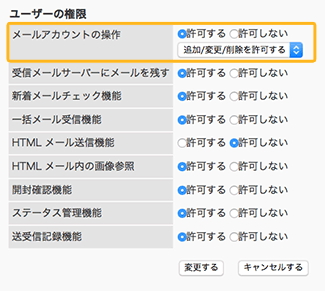 ユーザーの権限
メールアカウントの操作 許可する 許可しない
追加/変更/削除を許可する
受信メールサーバーにメールを残す 許可する 許可しない
新着メールチェック機能 許可する 許可しない
一括メール受信機能 許可する 許可しない
HTML メール送信機能 許可する 許可しない
HTML メール内の画像参照 許可する 許可しない
開封確認機能 許可する 許可しない
ステータス管理機能 許可する 許可しない
送受信記録機能 許可する 許可しない
変更する キャンセルする